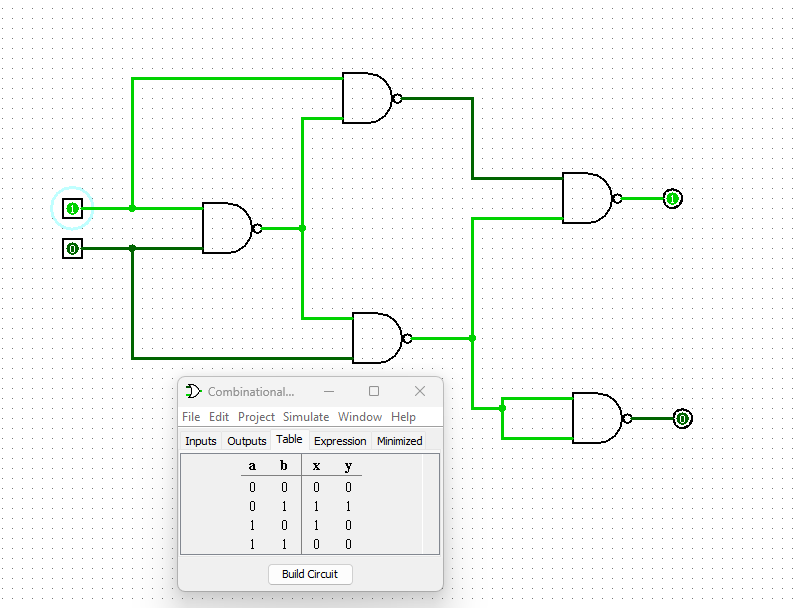 1
1
0
0
Combinational...
File Edit Project Simulate Window Help
Inputs Outputs Table Expression Minimized
a b x y
0 0 0 0
0 1 1 1
1 0 1 0
1 1 0 0
Build Circuit